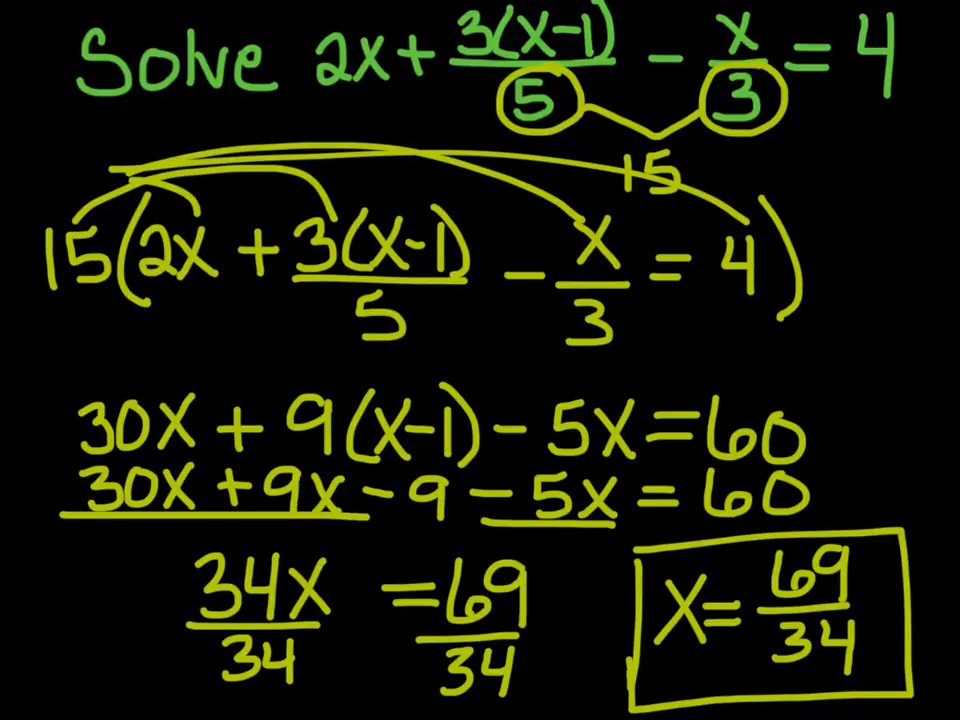 Solve 2x + 3(x-1)/5 - x/3 = 4
15
15(2x + 3(x-1)/5 - x/3 = 4)
30x + 9(x-1) - 5x = 60
30x + 9x - 9 - 5x = 60
34x/34 = 69/34
x = 69/34